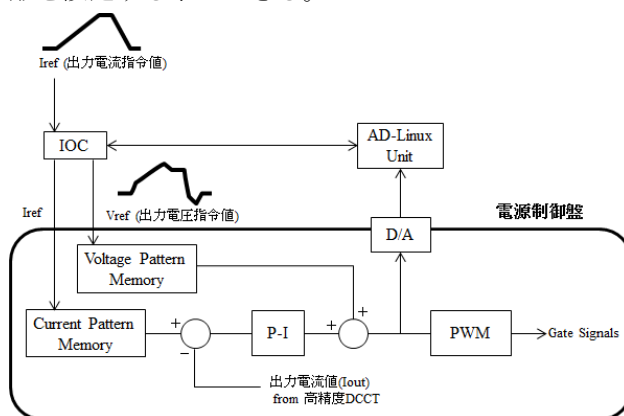 Iref (出力電流指令値)
IOC
AD-Linux
Unit
Iref
Vref (出力電圧指令値)
電源制御盤
D/A
Voltage Pattern
Memory
Current Pattern
Memory
+
−
P-I
+
+
PWM
Gate Signals
出力電流値(Iout)
from 高精度DCCT